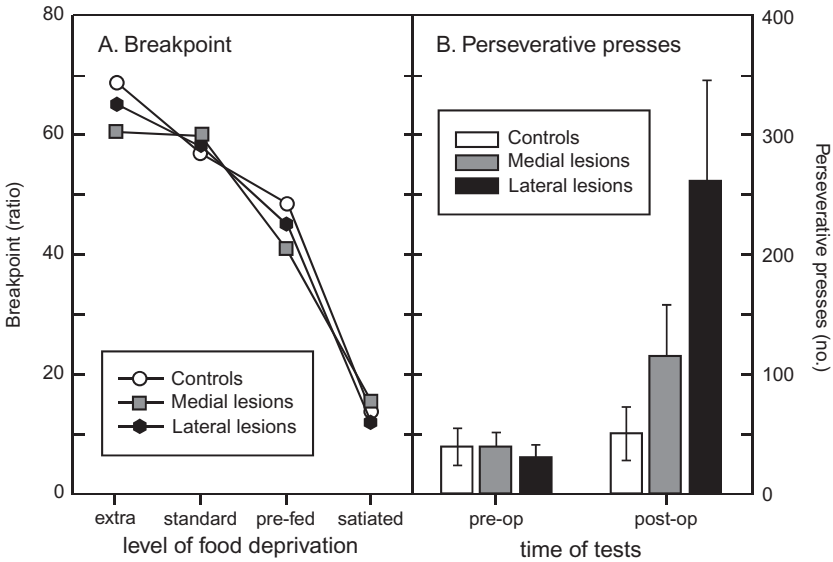 A. Breakpoint
B. Perseverative presses
80
60
40
20
0
Breakpoint (ratio)
Controls
Medial lesions
Lateral lesions
extra
standard
pre-fed
satiated
level of food deprivation
Controls
Medial lesions
Lateral lesions
400
300
200
100
0
Perseverative presses (no.)
pre-op
post-op
time of tests